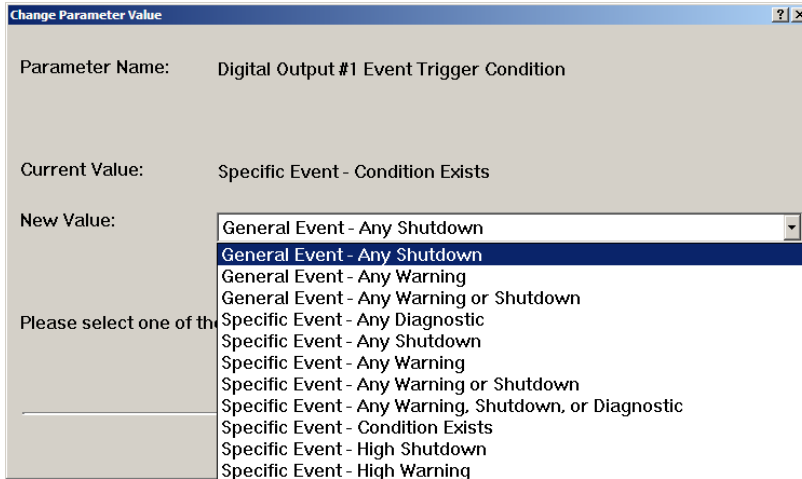 Change Parameter Value
Parameter Name: Digital Output #1 Event Trigger Condition
Current Value: Specific Event - Condition Exists
New Value: General Event - Any Shutdown
General Event - Any Shutdown
General Event - Any Warning
General Event - Any Warning or Shutdown
Please select one of the Specific Event - Any Diagnostic
Specific Event - Any Shutdown
Specific Event - Any Warning
Specific Event - Any Warning or Shutdown
Specific Event - Any Warning, Shutdown, or Diagnostic
Specific Event - Condition Exists
Specific Event - High Shutdown
Specific Event - High Warning